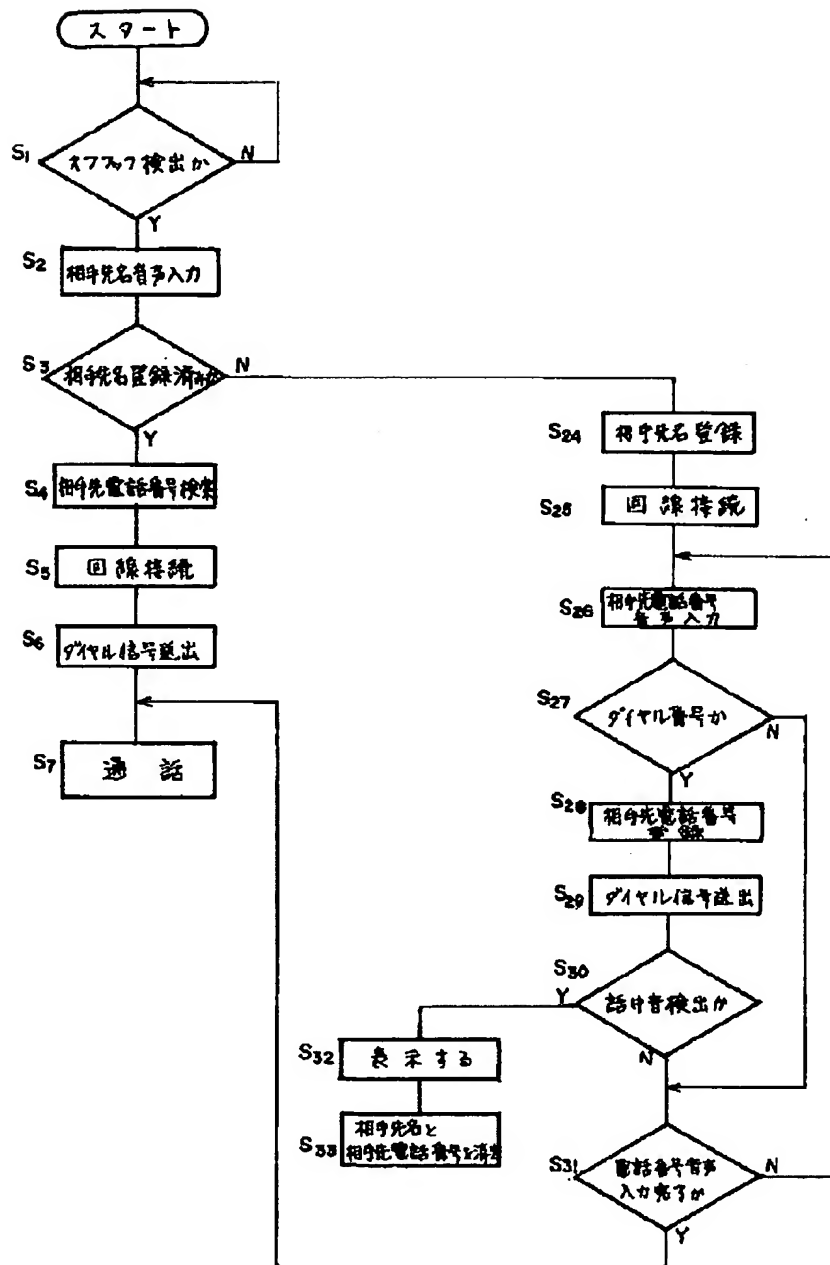 スタート
S1
オフフック検出か
N
Y
S2
相手先名音声入力
S3
相手先名登録済みか
N
Y
S4
相手先電話番号検索
S5
回線接続
S6
ダイヤル信号送出
S7
通話
S24
相手先名登録
S25
回線接続
S26
相手先電話番号
音声入力
S27
ダイヤル番号か
N
Y
S28
相手先電話番号
登録
S29
ダイヤル信号送出
S30
話中音検出か
Y
N
S32
表示する
S33
相手先名と
相手先電話番号を消去
S31
電話番号音声
入力完了か
N
Y